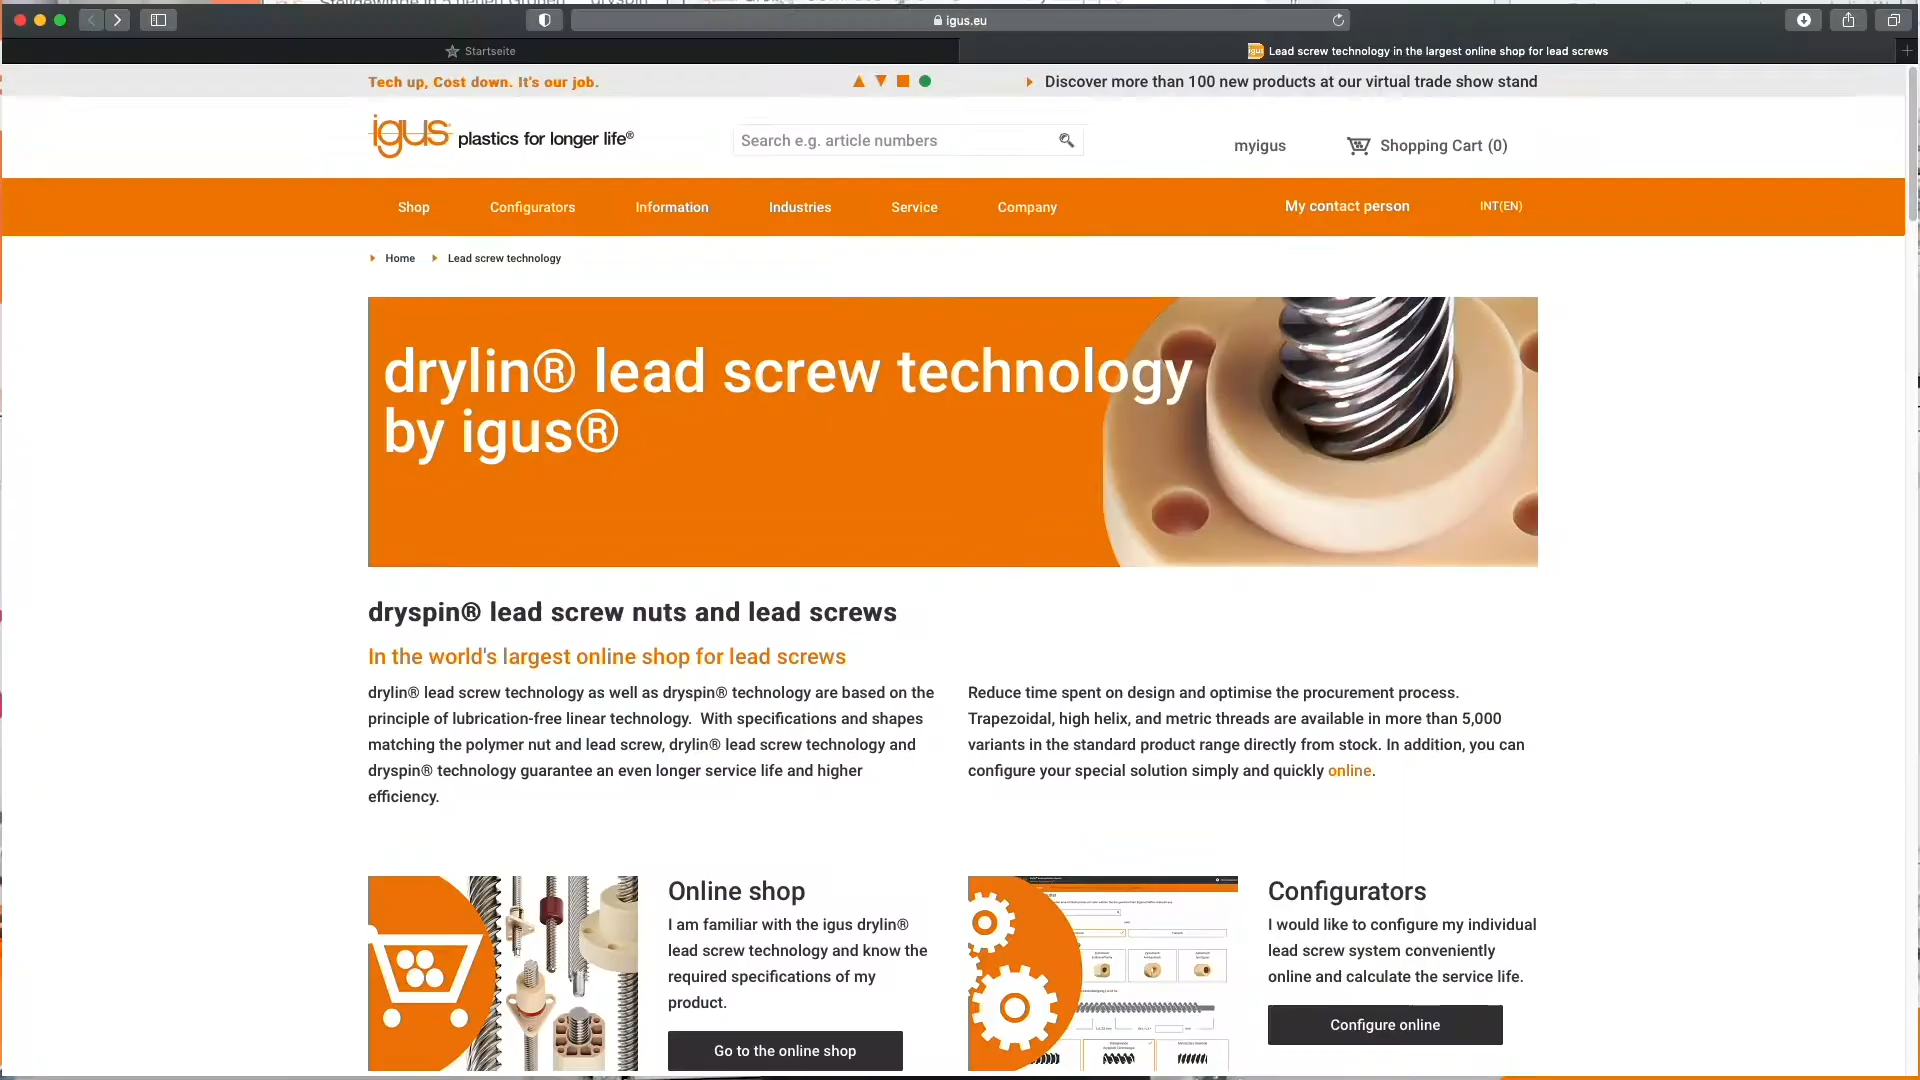 igus.eu
Startseite
Lead screw technology in the largest online shop for lead screws
Tech up, Cost down. It's our job.
Discover more than 100 new products at our virtual trade show stand
igus® plastics for longer life®
Search e.g. article numbers
myigus
Shopping Cart (0)
Shop
Configurators
Information
Industries
Service
Company
My contact person
INT(EN)
Home
Lead screw technology
drylin® lead screw technology
by igus®
dryspin® lead screw nuts and lead screws
In the world's largest online shop for lead screws
drylin® lead screw technology as well as dryspin® technology are based on the
principle of lubrication-free linear technology. With specifications and shapes
matching the polymer nut and lead screw, drylin® lead screw technology and
dryspin® technology guarantee an even longer service life and higher
efficiency.
Reduce time spent on design and optimise the procurement process.
Trapezoidal, high helix, and metric threads are available in more than 5,000
variants in the standard product range directly from stock. In addition, you can
configure your special solution simply and quickly online.
Online shop
I am familiar with the igus drylin®
lead screw technology and know the
required specifications of my
product.
Go to the online shop
Configurators
I would like to configure my individual
lead screw system conveniently
online and calculate the service life.
Configure online